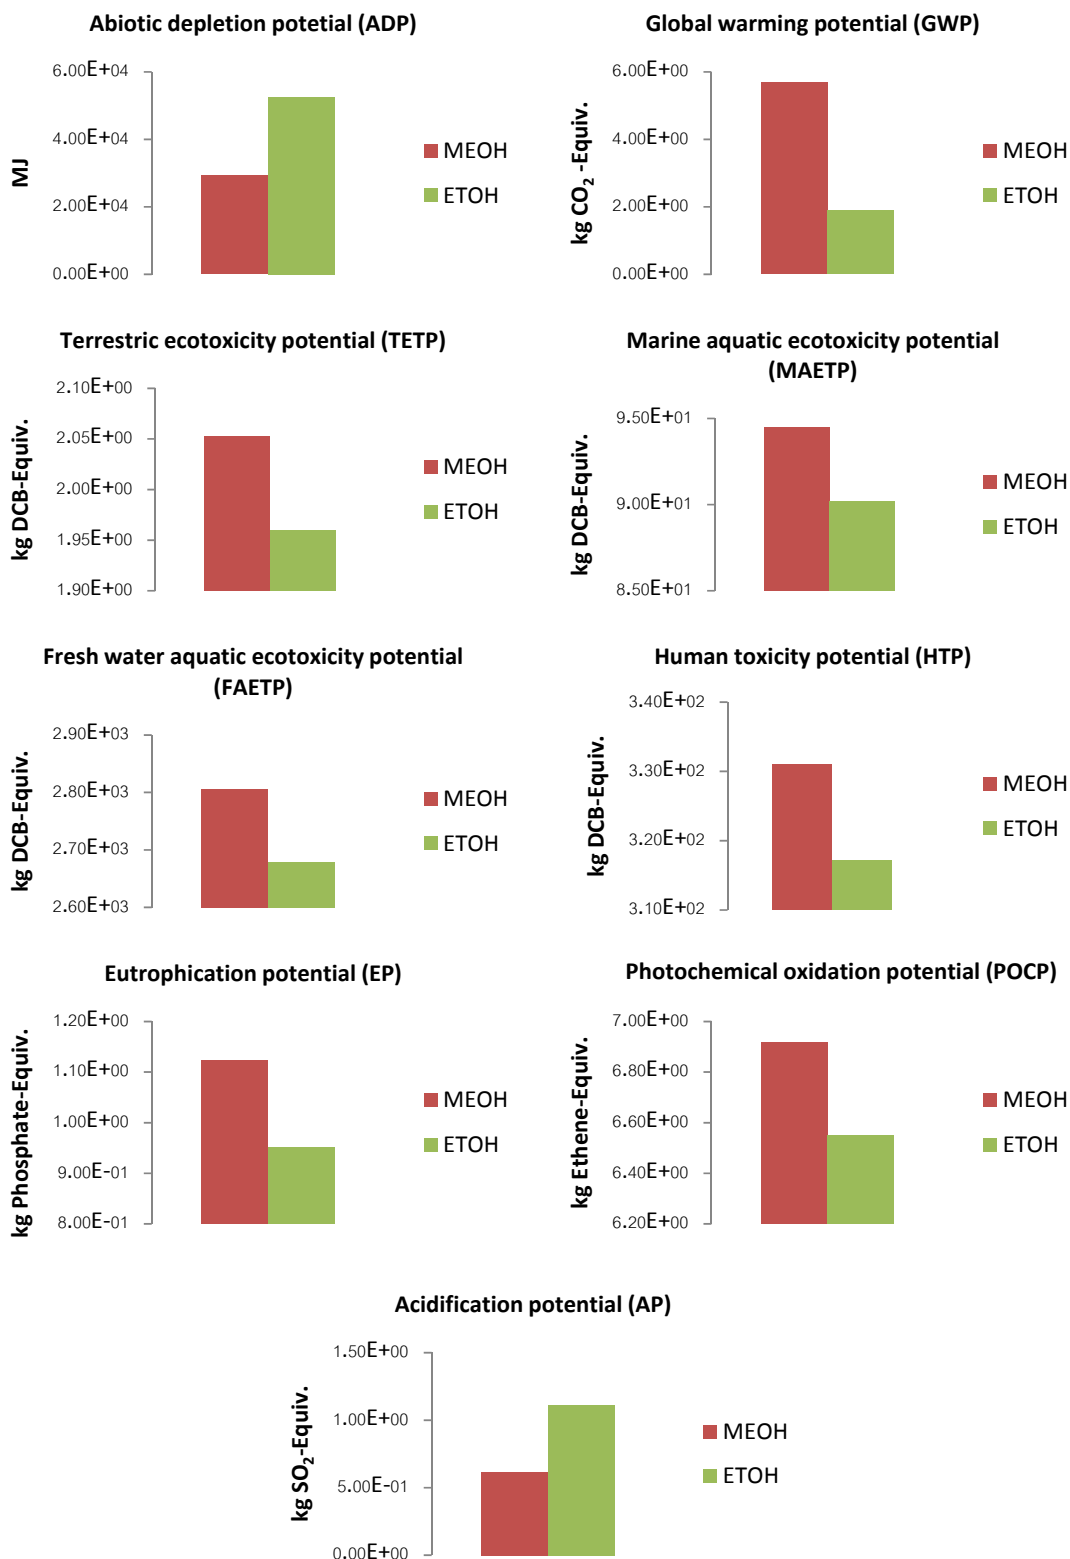 Abiotic depletion potetial (ADP)
6.00E+04
4.00E+04
2.00E+04
0.00E+00
MJ
MEOH
ETOH
Global warming potential (GWP)
6.00E+00
4.00E+00
2.00E+00
0.00E+00
kg CO₂ -Equiv.
MEOH
ETOH
Terrestric ecotoxicity potential (TETP)
2.10E+00
2.05E+00
2.00E+00
1.95E+00
1.90E+00
kg DCB-Equiv.
MEOH
ETOH
Marine aquatic ecotoxicity potential
(MAETP)
9.50E+01
9.00E+01
8.50E+01
kg DCB-Equiv.
MEOH
ETOH
Fresh water aquatic ecotoxicity potential
(FAETP)
2.90E+03
2.80E+03
2.70E+03
2.60E+03
kg DCB-Equiv.
MEOH
ETOH
Human toxicity potential (HTP)
3.40E+02
3.30E+02
3.20E+02
3.10E+02
kg DCB-Equiv.
MEOH
ETOH
Eutrophication potential (EP)
1.20E+00
1.10E+00
1.00E+00
9.00E-01
8.00E-01
kg Phosphate-Equiv.
MEOH
ETOH
Photochemical oxidation potential (POCP)
7.00E+00
6.80E+00
6.60E+00
6.40E+00
6.20E+00
kg Ethene-Equiv.
MEOH
ETOH
Acidification potential (AP)
1.50E+00
1.00E+00
5.00E-01
0.00E+00
kg SO₂-Equiv.
MEOH
ETOH